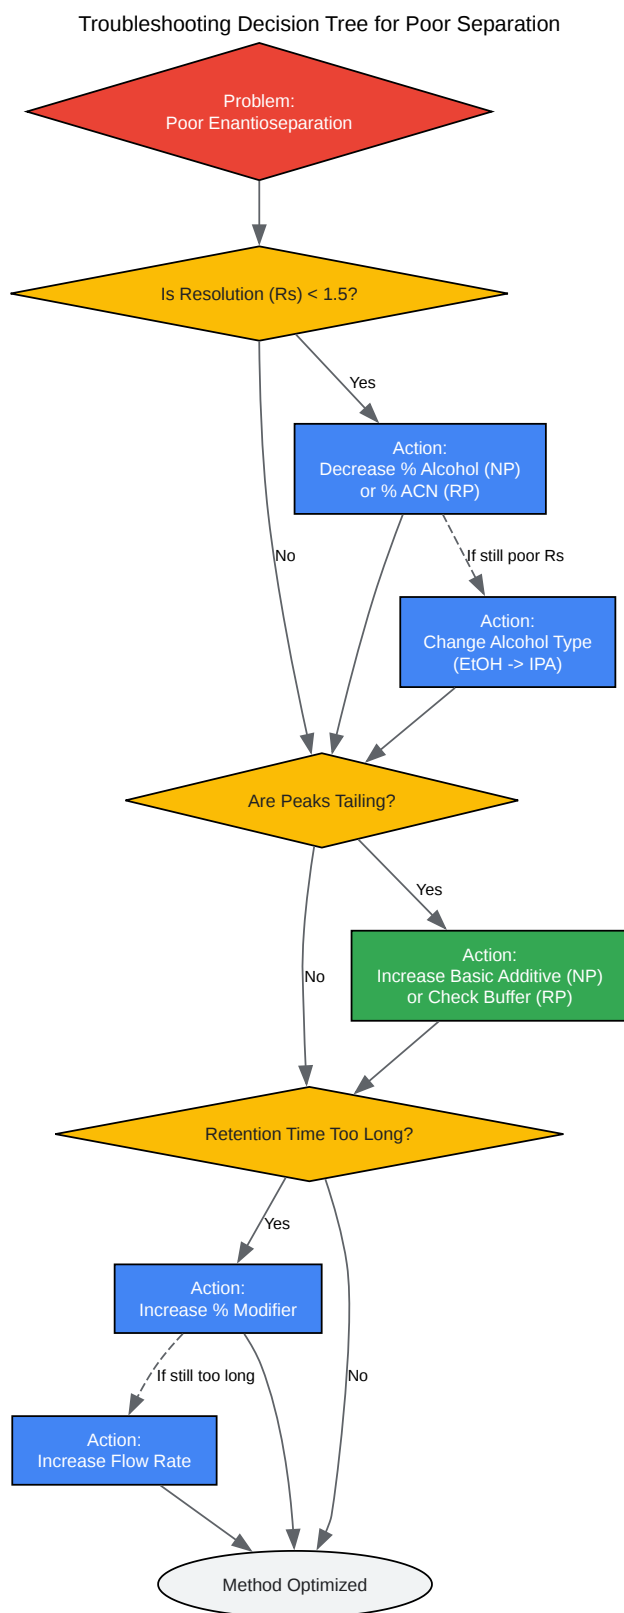 Troubleshooting Decision Tree for Poor Separation
Problem:
Poor Enantioseparation
Is Resolution (Rs) < 1.5?
Yes
Action:
Decrease % Alcohol (NP)
or % ACN (RP)
No
If still poor Rs
Action:
Change Alcohol Type
(EtOH -> IPA)
Are Peaks Tailing?
Yes
Action:
Increase Basic Additive (NP)
or Check Buffer (RP)
No
Retention Time Too Long?
Yes
Action:
Increase % Modifier
If still too long
No
Action:
Increase Flow Rate
Method Optimized